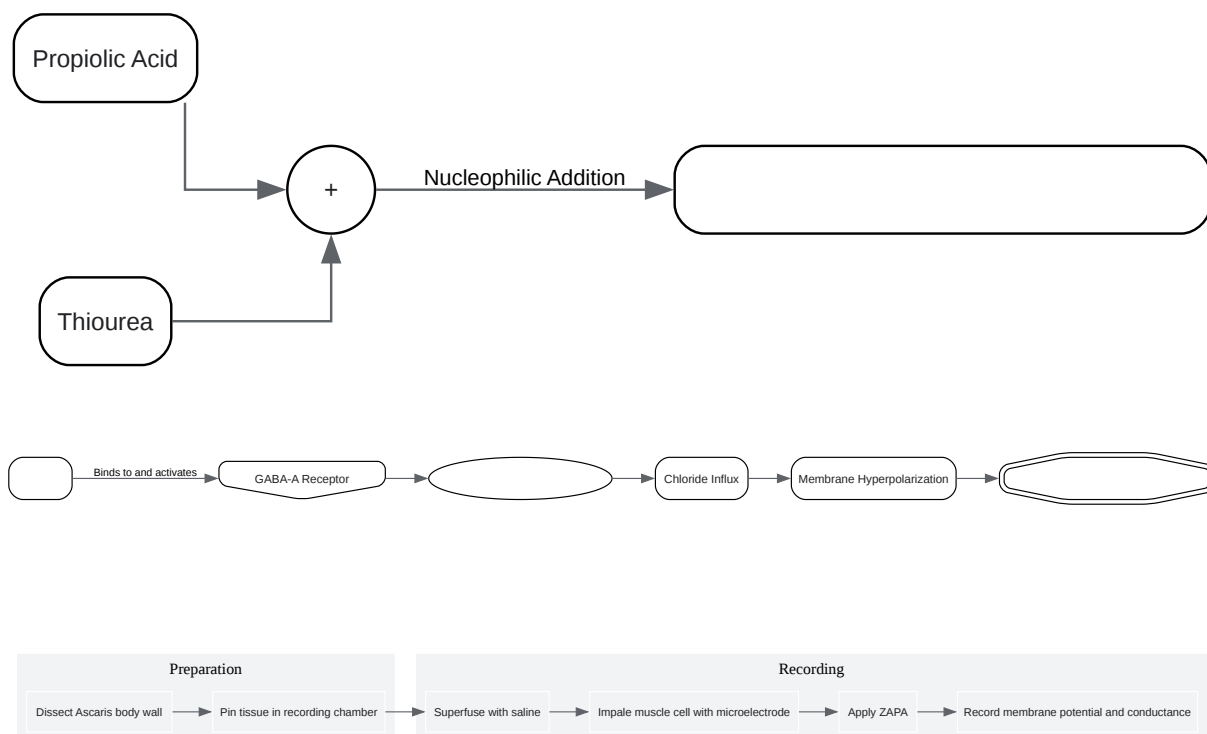 Propiolic Acid
+
Nucleophilic Addition
Thiourea
Binds to and activates
GABA-A Receptor
Chloride Influx
Membrane Hyperpolarization
Preparation
Recording
Dissect Ascaris body wall
Pin tissue in recording chamber
Superfuse with saline
Impale muscle cell with microelectrode
Apply ZAPA
Record membrane potential and conductance